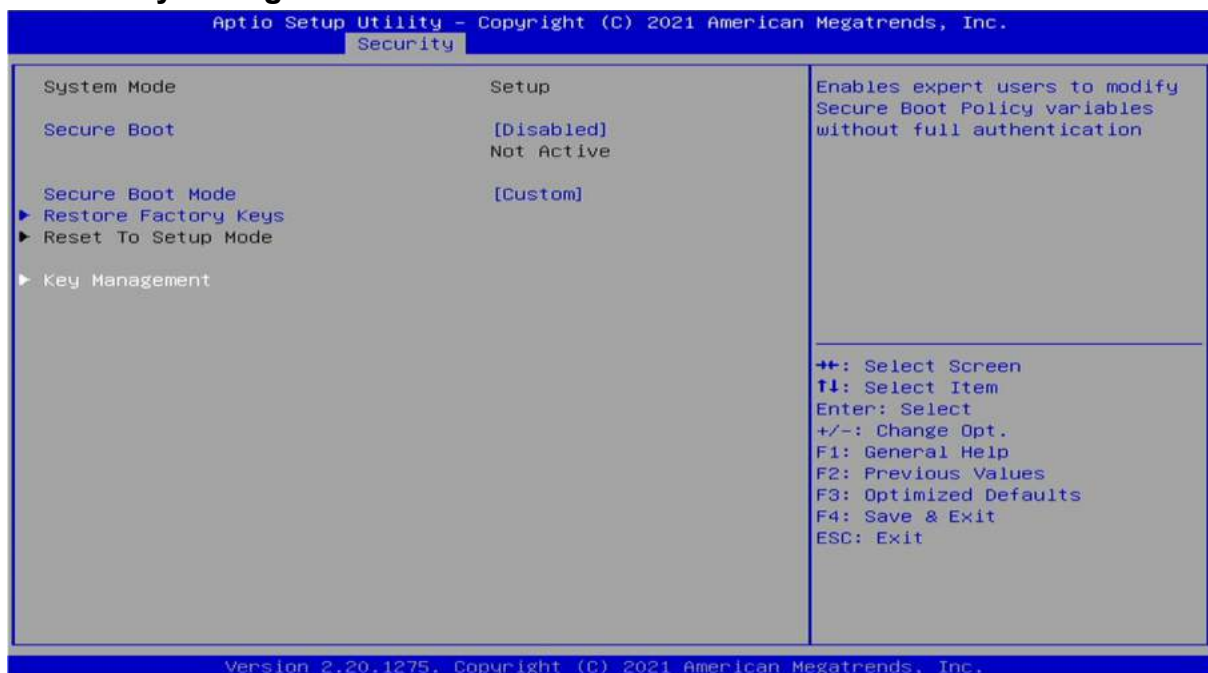 Aptio Setup Utility – Copyright (C) 2021 American Megatrends, Inc.
Security
System Mode Setup
Secure Boot [Disabled]
Not Active
Secure Boot Mode [Custom]
► Restore Factory Keys
► Reset To Setup Mode
► Key Management
Enables expert users to modify
Secure Boot Policy variables
without full authentication
→←: Select Screen
↑↓: Select Item
Enter: Select
+/-: Change Opt.
F1: General Help
F2: Previous Values
F3: Optimized Defaults
F4: Save & Exit
ESC: Exit
Version 2.20.1275. Copyright (C) 2021 American Megatrends, Inc.